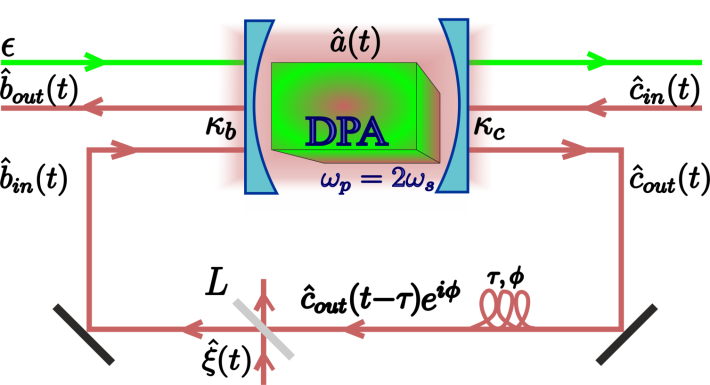 ϵ
â(t)
b̂_out(t)
ĉ_in(t)
κ_b
DPA
κ_c
b̂_in(t)
ω_p = 2ω_s
ĉ_out(t)
L
ĉ_out(t−τ)e^{iϕ}
τ, ϕ
ξ̂(t)